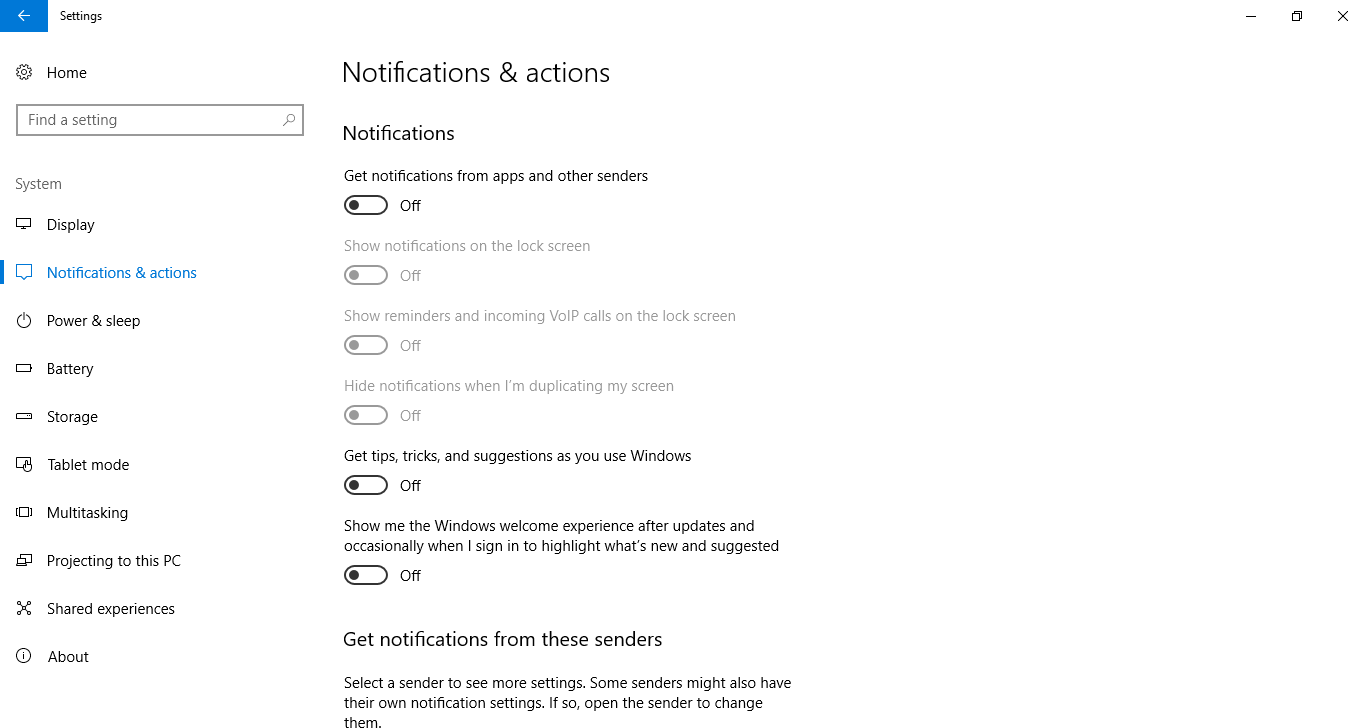 Settings
Home
Find a setting
System
Display
Notifications & actions
Power & sleep
Battery
Storage
Tablet mode
Multitasking
Projecting to this PC
Shared experiences
About
Notifications & actions
Notifications
Get notifications from apps and other senders
Off
Show notifications on the lock screen
Off
Show reminders and incoming VoIP calls on the lock screen
Off
Hide notifications when I’m duplicating my screen
Off
Get tips, tricks, and suggestions as you use Windows
Off
Show me the Windows welcome experience after updates and
occasionally when I sign in to highlight what’s new and suggested
Off
Get notifications from these senders
Select a sender to see more settings. Some senders might also have
their own notification settings. If so, open the sender to change
them.